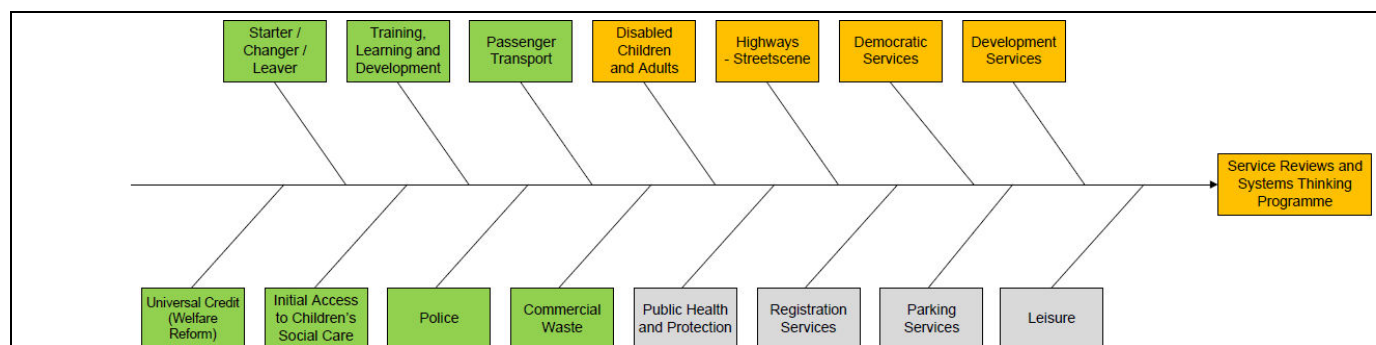 Starter /
Changer /
Leaver
Training,
Learning and
Development
Passenger
Transport
Disabled
Children
and Adults
Highways
- Streetscene
Democratic
Services
Development
Services
Service Reviews and
Systems Thinking
Programme
Universal Credit
(Welfare
Reform)
Initial Access
to Children's
Social Care
Police
Commercial
Waste
Public Health
and Protection
Registration
Services
Parking
Services
Leisure